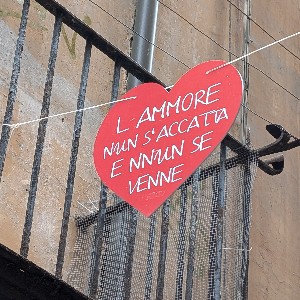 L'AMMORE
NUN S'ACCATTA
E NNUN SE
VENNE